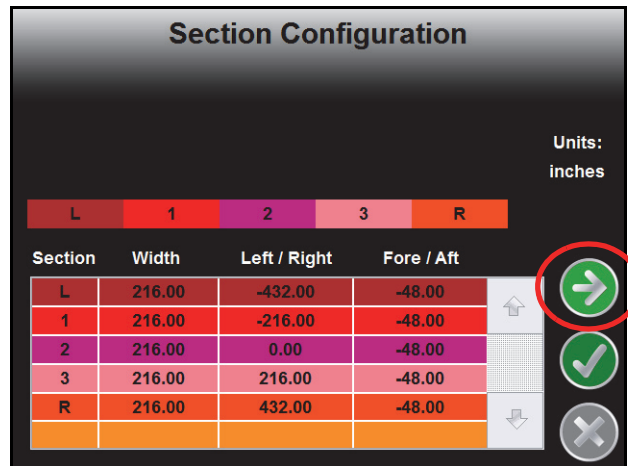 Section Configuration
Units:
inches
L 1 2 3 R
Section Width Left / Right Fore / Aft
L 216.00 -432.00 -48.00
1 216.00 -216.00 -48.00
2 216.00 0.00 -48.00
3 216.00 216.00 -48.00
R 216.00 432.00 -48.00